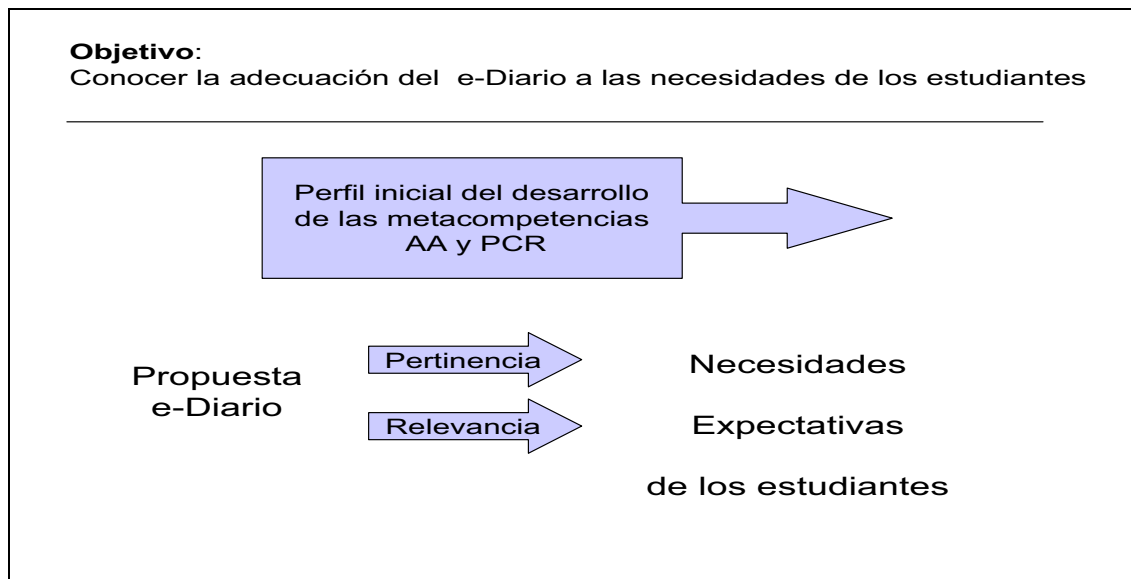 Objetivo:
Conocer la adecuación del e-Diario a las necesidades de los estudiantes
Perfil inicial del desarrollo
de las metacompetencias
AA y PCR
Propuesta
e-Diario
Pertinencia
Relevancia
Necesidades
Expectativas
de los estudiantes